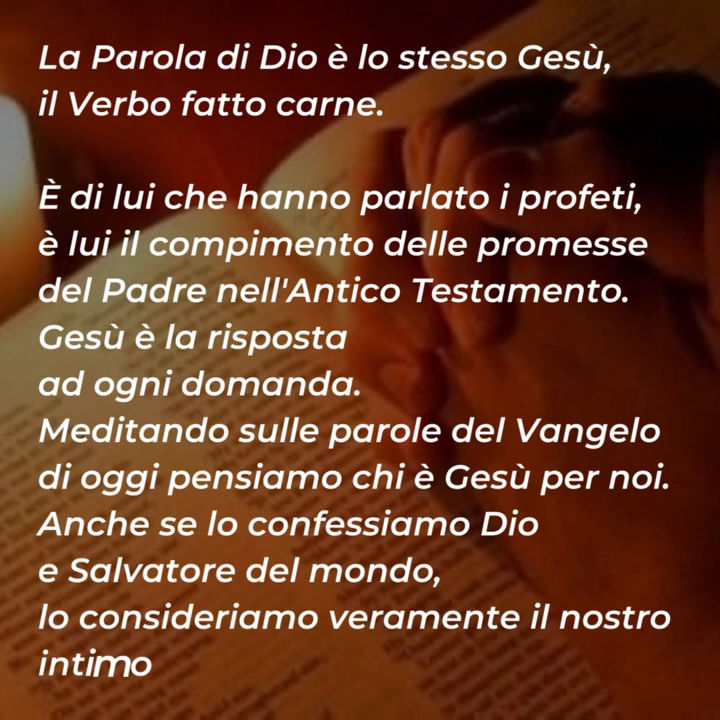 La Parola di Dio è lo stesso Gesù,
il Verbo fatto carne.
È di lui che hanno parlato i profeti,
è lui il compimento delle promesse
del Padre nell'Antico Testamento.
Gesù è la risposta
ad ogni domanda.
Meditando sulle parole del Vangelo
di oggi pensiamo chi è Gesù per noi.
Anche se lo confessiamo Dio
e Salvatore del mondo,
lo consideriamo veramente il nostro
intimo